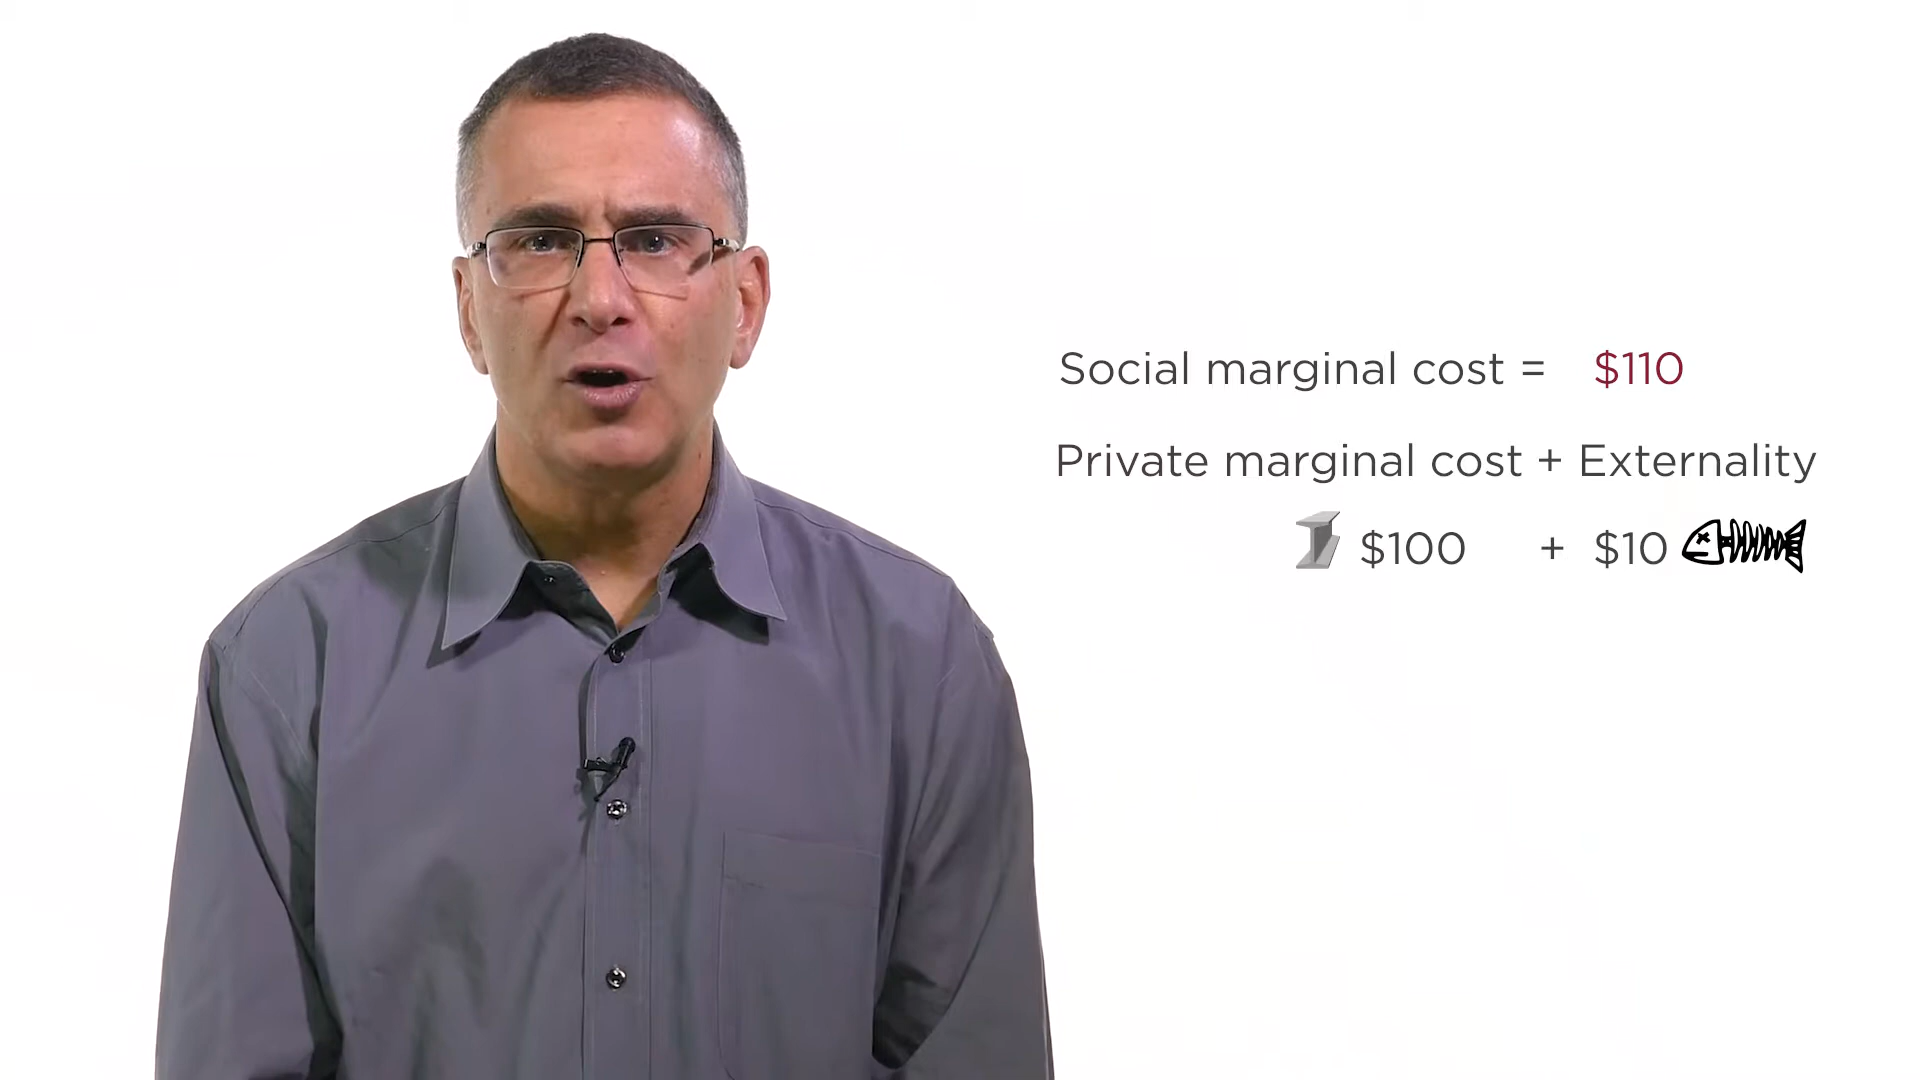 Social marginal cost = $110
Private marginal cost + Externality
$100 + $10